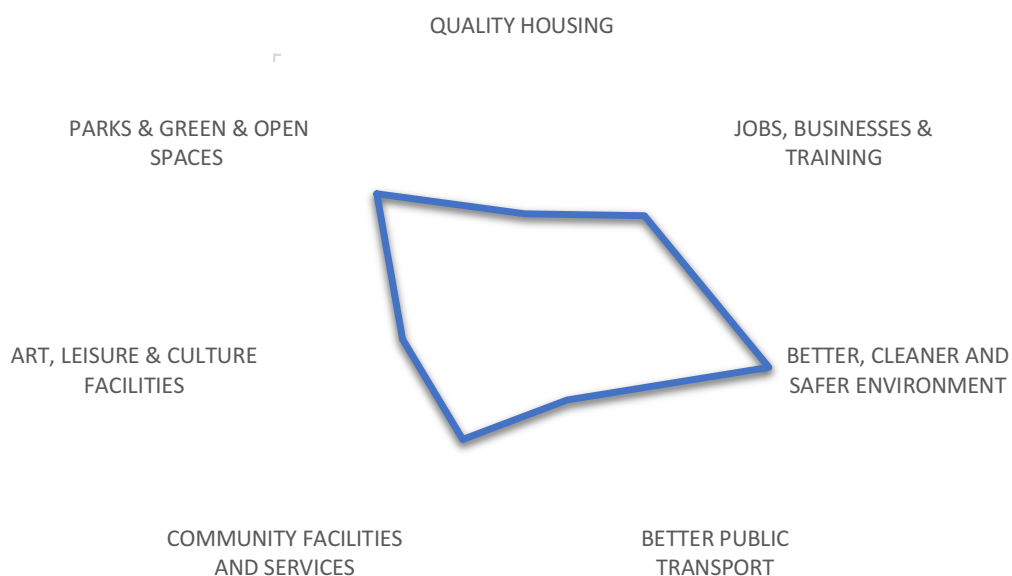 QUALITY HOUSING
PARKS & GREEN & OPEN
SPACES
JOBS, BUSINESSES &
TRAINING
ART, LEISURE & CULTURE
FACILITIES
BETTER, CLEANER AND
SAFER ENVIRONMENT
COMMUNITY FACILITIES
AND SERVICES
BETTER PUBLIC
TRANSPORT